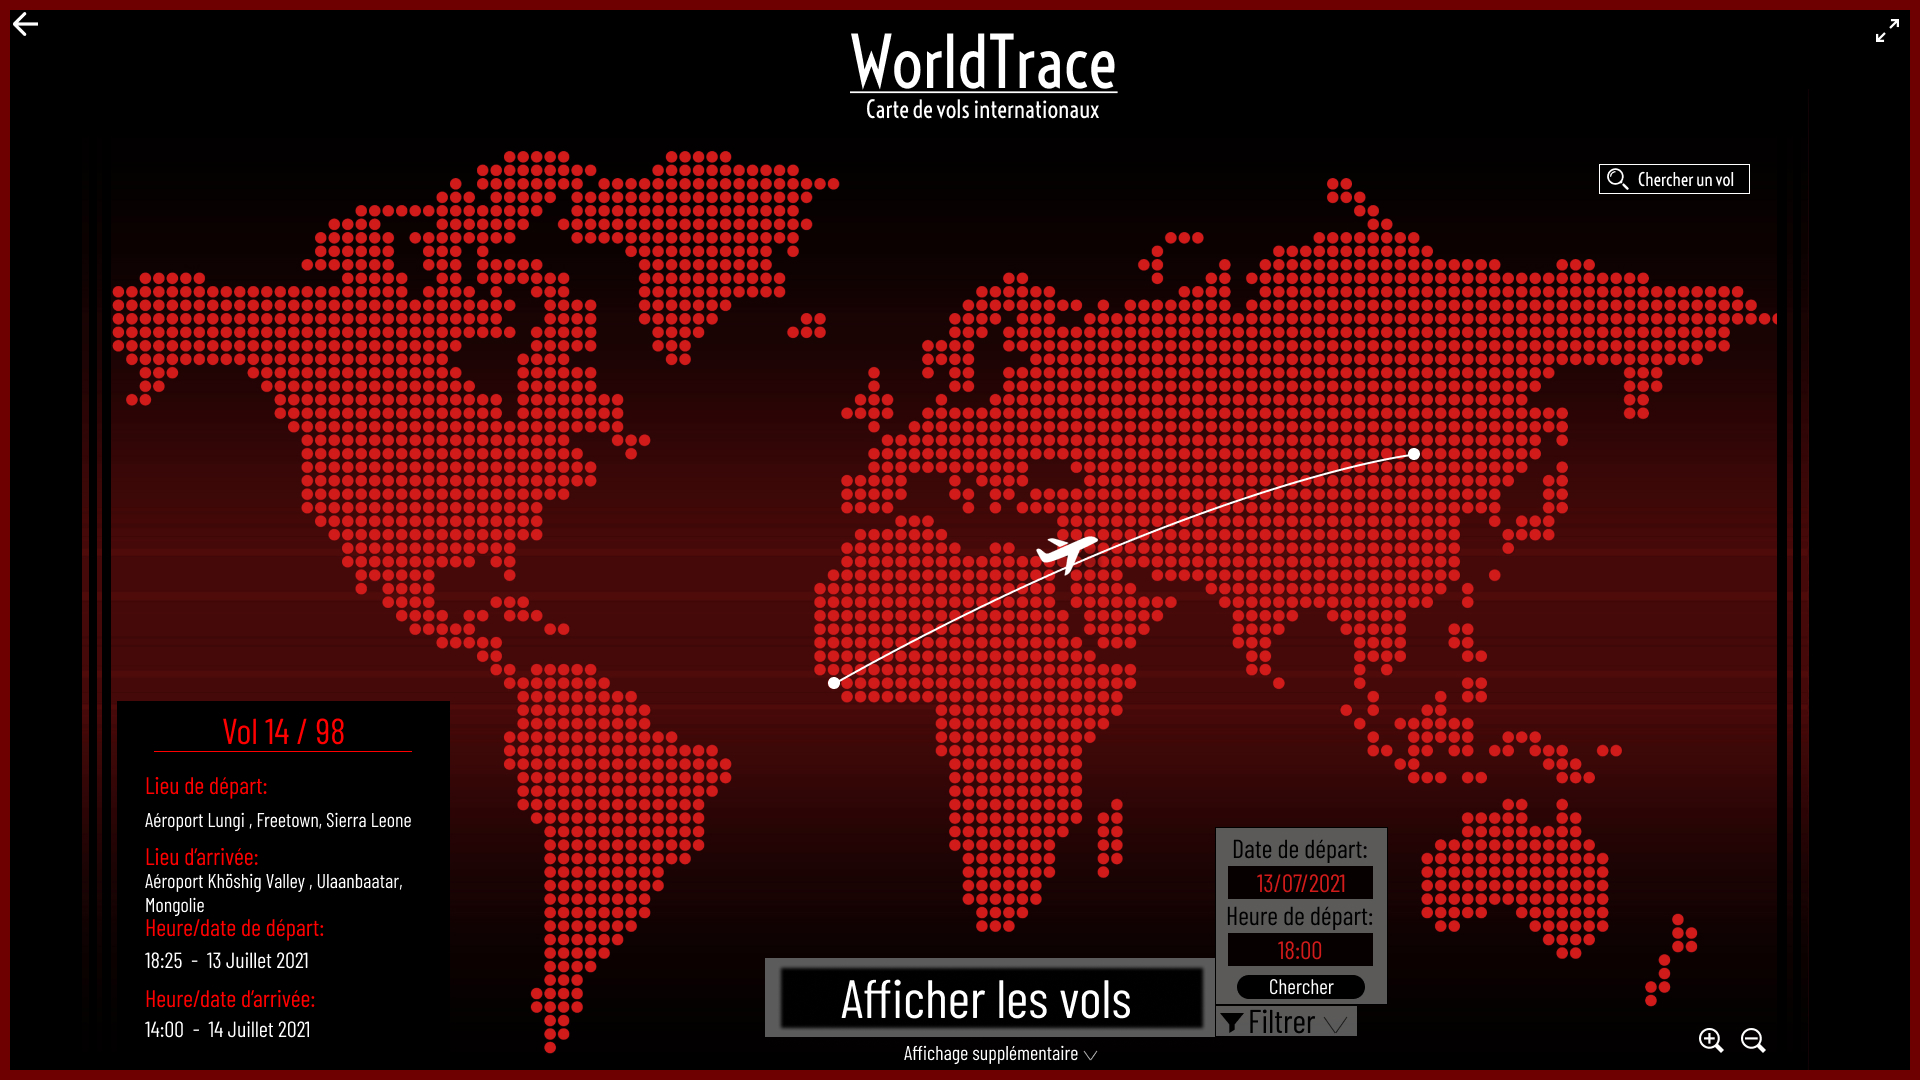 WorldTrace
Carte de vols internationaux
Chercher un vol
Vol 14 / 98
Lieu de départ:
Aéroport Lungi , Freetown, Sierra Leone
Lieu d'arrivée:
Aéroport Khöshig Valley , Ulaanbaatar,
Mongolie
Heure/date de départ:
18:25 - 13 Juillet 2021
Heure/date d'arrivée:
14:00 - 14 Juillet 2021
Date de départ:
13/07/2021
Heure de départ:
18:00
Chercher
Filtrer
Afficher les vols
Affichage supplémentaire